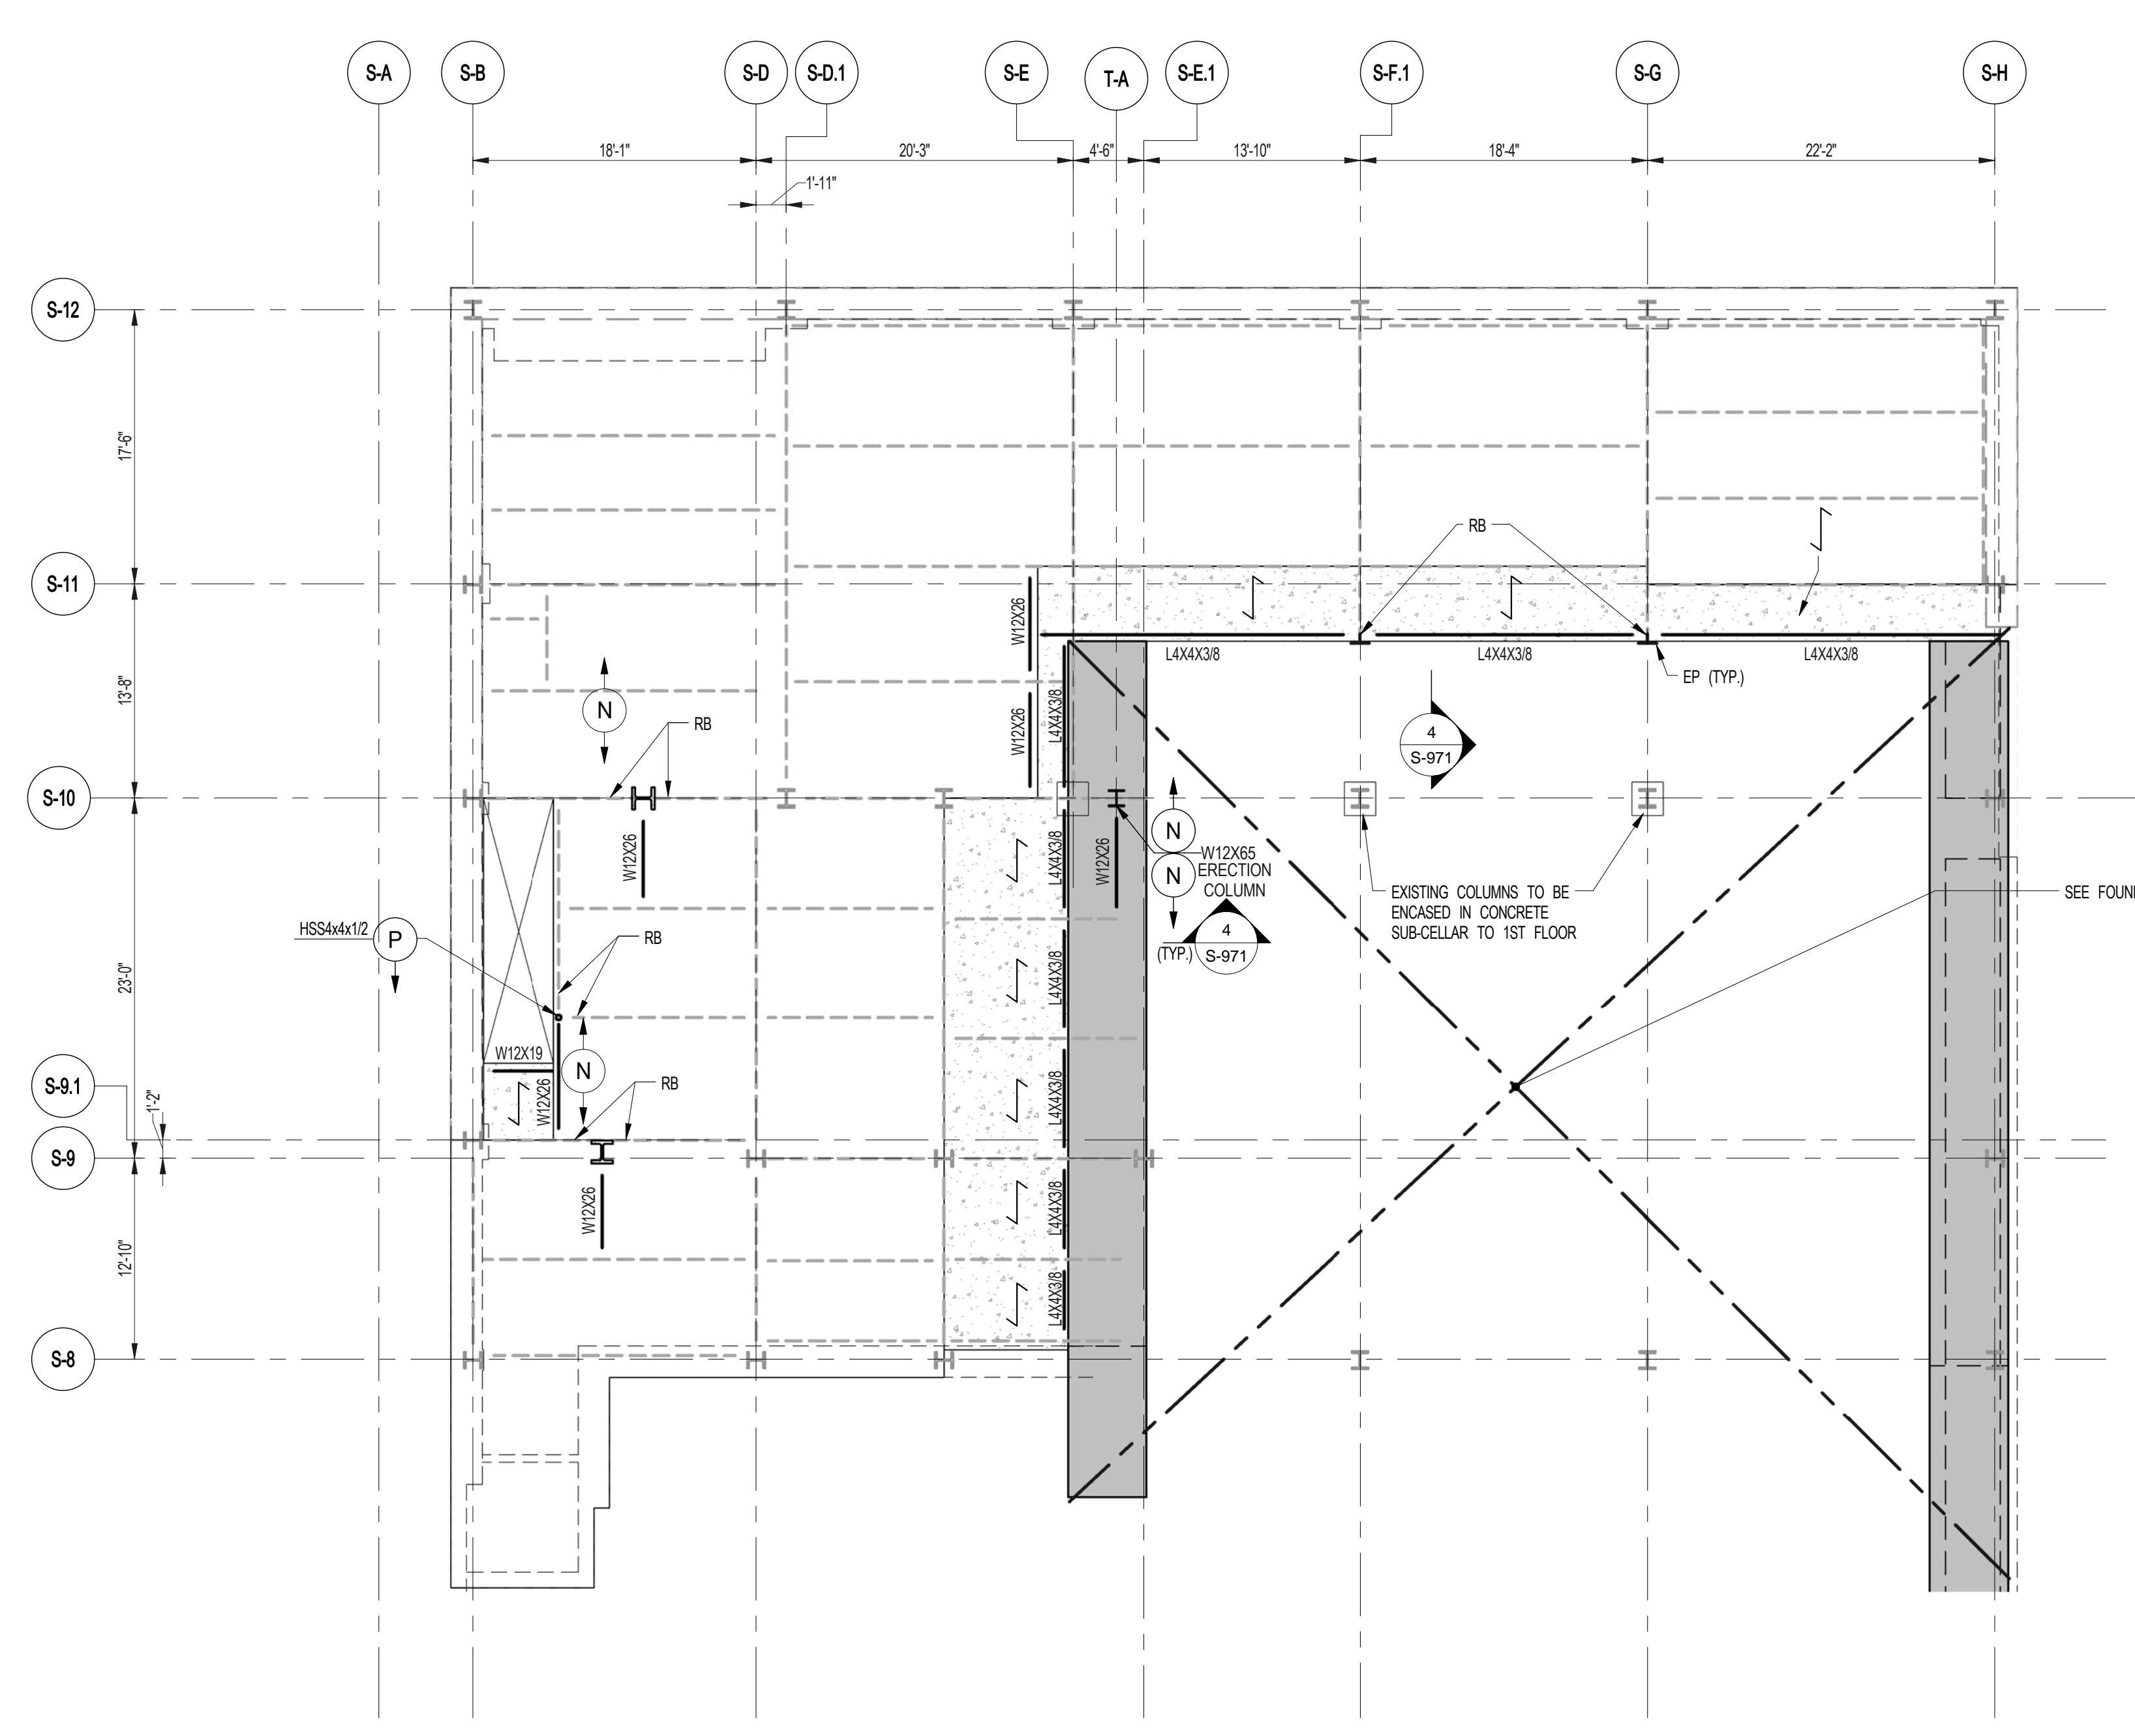 S-A
S-B
S-D
S-D.1
S-E
T-A
S-E.1
S-F.1
S-G
S-H
18'-1"
20'-3"
4'-6"
13'-10"
18'-4"
22'-2"
1'-11"
S-12
17'-6"
S-11
RB
W12X26
L4X4X3/8
L4X4X3/8
L4X4X3/8
EP (TYP.)
13'-8"
N
RB
W12X26
L4X4X3/8
4
S-971
S-10
N
W12X26
L4X4X3/8
W12X26
W12X65
N
ERECTION
COLUMN
EXISTING COLUMNS TO BE
ENCASED IN CONCRETE
SUB-CELLAR TO 1ST FLOOR
SEE FOUN
HSS4x4x1/2
P
RB
4
S-971
(TYP.)
L4X4X3/8
23'-0"
W12X19
N
W12X26
RB
L4X4X3/8
S-9.1
1'-2"
S-9
W12X26
L4X4X3/8
12'-10"
L4X4X3/8
S-8